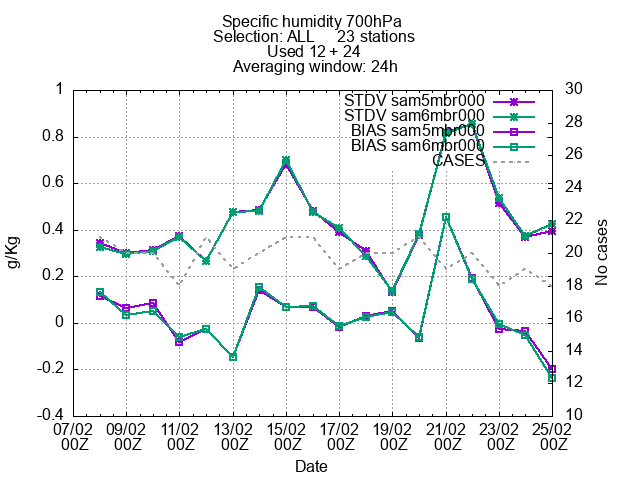 Specific humidity 700hPa
Selection: ALL 23 stations
Used 12 + 24
Averaging window: 24h
1
0.8
0.6
0.4
0.2
0
-0.2
-0.4
g/Kg
30
28
26
24
22
20
18
16
14
12
10
No cases
STDV sam5mbr000
STDV sam6mbr000
BIAS sam5mbr000
BIAS sam6mbr000
CASES
07/02 09/02 11/02 13/02 15/02 17/02 19/02 21/02 23/02 25/02
00Z 00Z 00Z 00Z 00Z 00Z 00Z 00Z 00Z 00Z
Date